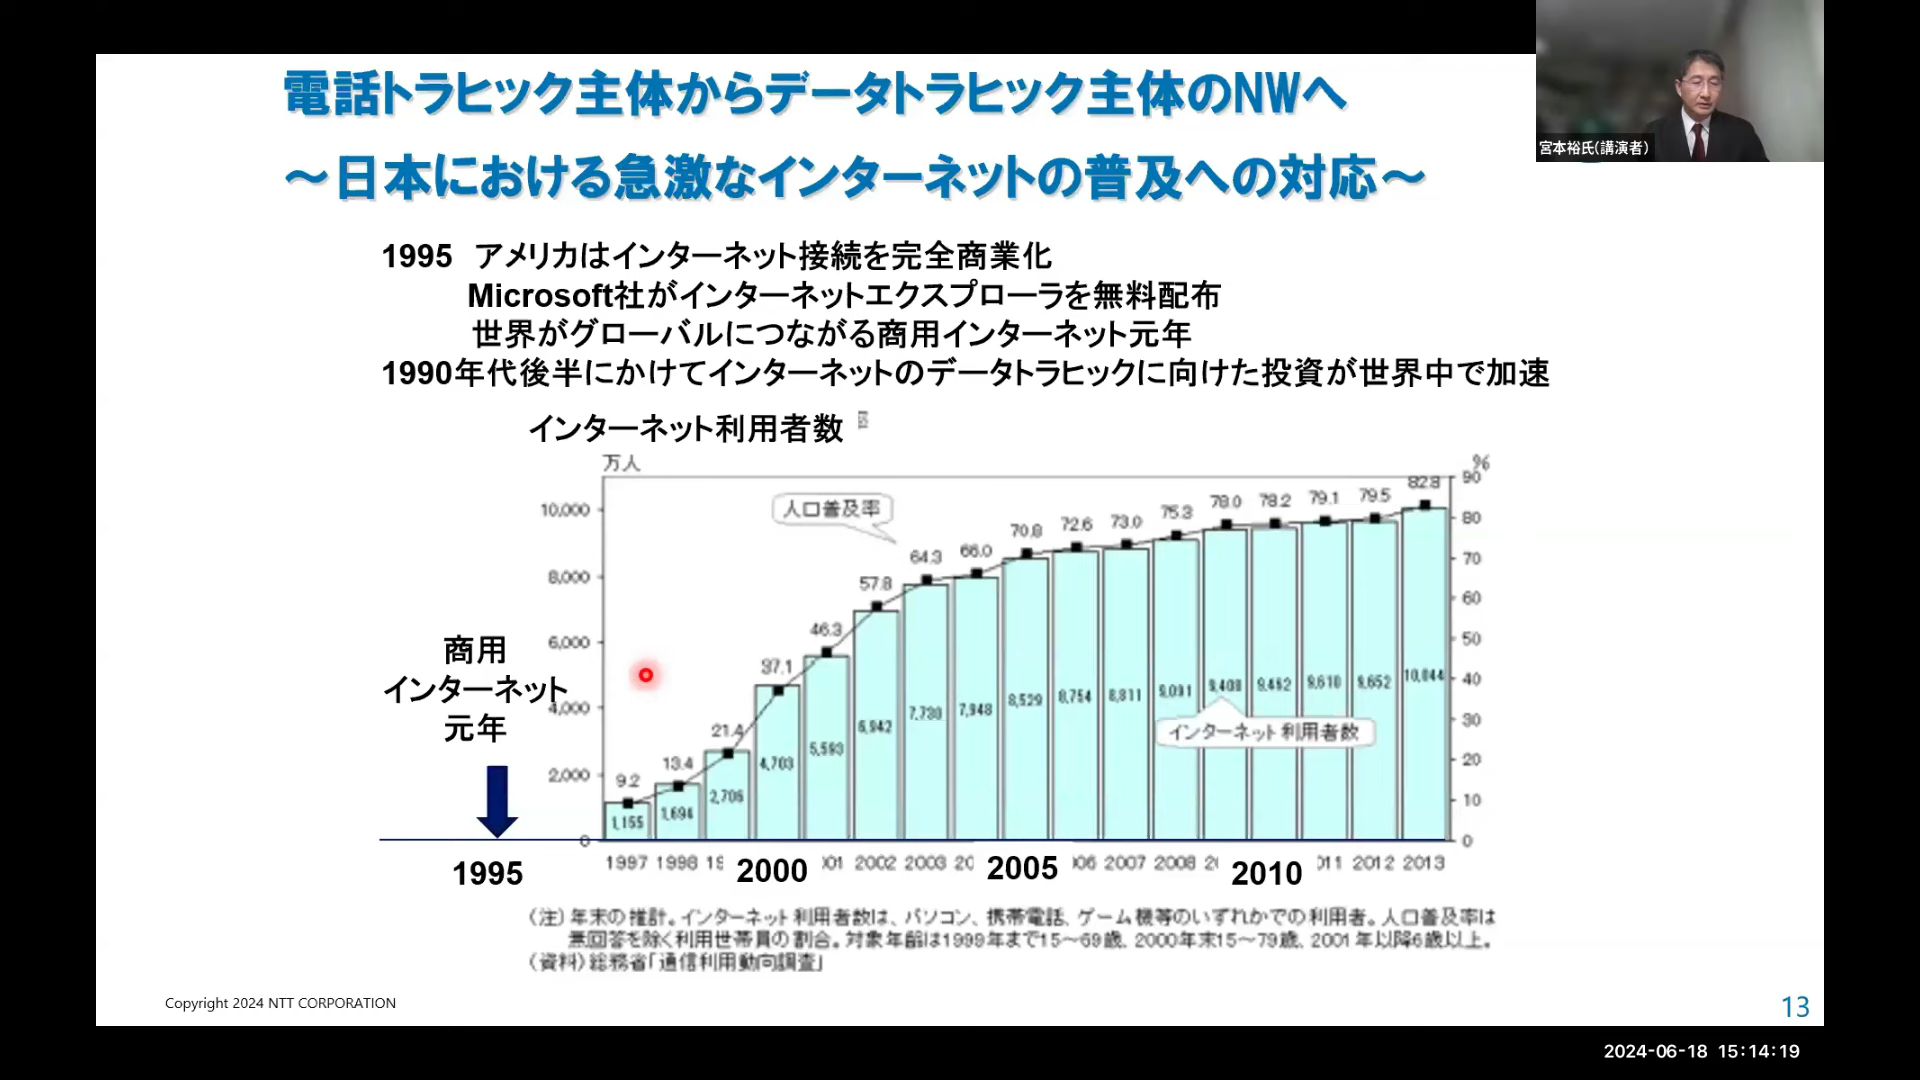 電話トラヒック主体からデータトラヒック主体のNWへ
～日本における急激なインターネットの普及への対応～
宮本裕氏(講演者)
1995 アメリカはインターネット接続を完全商業化
Microsoft社がインターネットエクスプローラを無料配布
世界がグローバルにつながる商用インターネット元年
1990年代後半にかけてインターネットのデータトラヒックに向けた投資が世界中で加速
インターネット利用者数
万人
%
10,000
8,000
6,000
4,000
2,000
0
90
80
70
60
50
40
30
20
10
0
人口普及率
9.2
13.4
21.4
37.1
46.3
57.8
64.3
66.0
70.8
72.6
73.0
75.3
78.0
78.2
79.1
79.5
82.8
1,155
1,694
2,706
4,703
5,593
6,942
7,730
7,948
8,529
8,754
8,811
9,091
9,408
9,462
9,610
9,652
10,044
インターネット利用者数
商用
インターネット
元年
1995
1997 1998 2000 2002 2003 2005 2007 2008 2010 2012 2013
（注）年末の推計。インターネット利用者数は、パソコン、携帯電話、ゲーム機等のいずれかでの利用者。人口普及率は
無回答を除く利用世帯員の割合。対象年齢は1999年まで15～69歳、2000年末15～79歳、2001年以降6歳以上。
（資料）総務省「通信利用動向調査」
Copyright 2024 NTT CORPORATION
13
2024-06-18 15:14:19